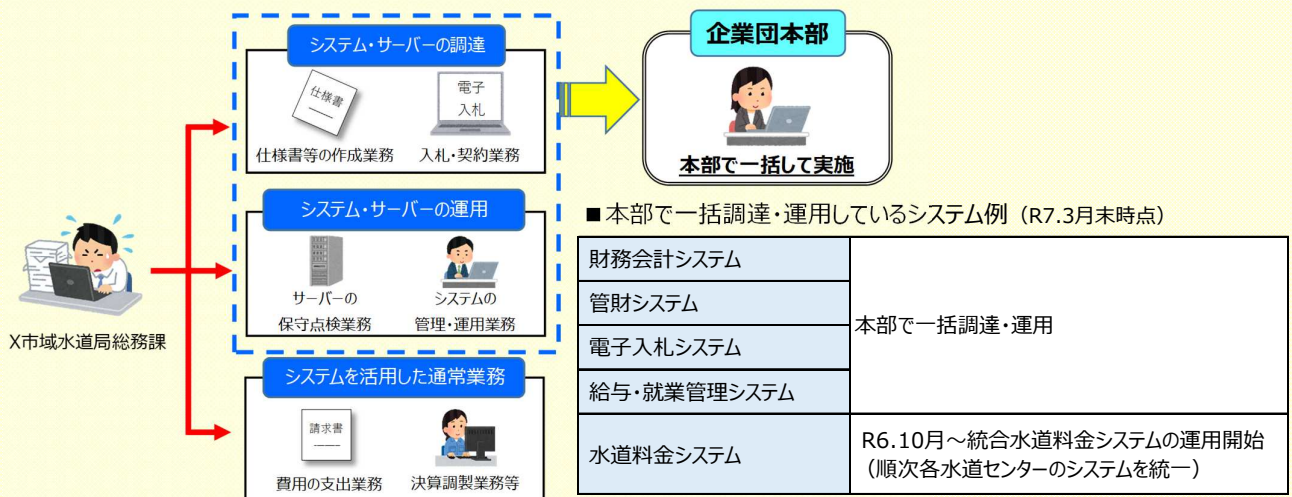 システム・サーバーの調達
仕様書
電子
入札
仕様書等の作成業務
入札・契約業務
企業団本部
本部で一括して実施
システム・サーバーの運用
サーバーの
保守点検業務
システムの
管理・運用業務
X市域水道局総務課
システムを活用した通常業務
請求書
費用の支出業務
決算調製業務等
■本部で一括調達・運用しているシステム例（R7.3月末時点）
財務会計システム
管財システム
電子入札システム
給与・就業管理システム
本部で一括調達・運用
水道料金システム
R6.10月～統合水道料金システムの運用開始
（順次各水道センターのシステムを統一）